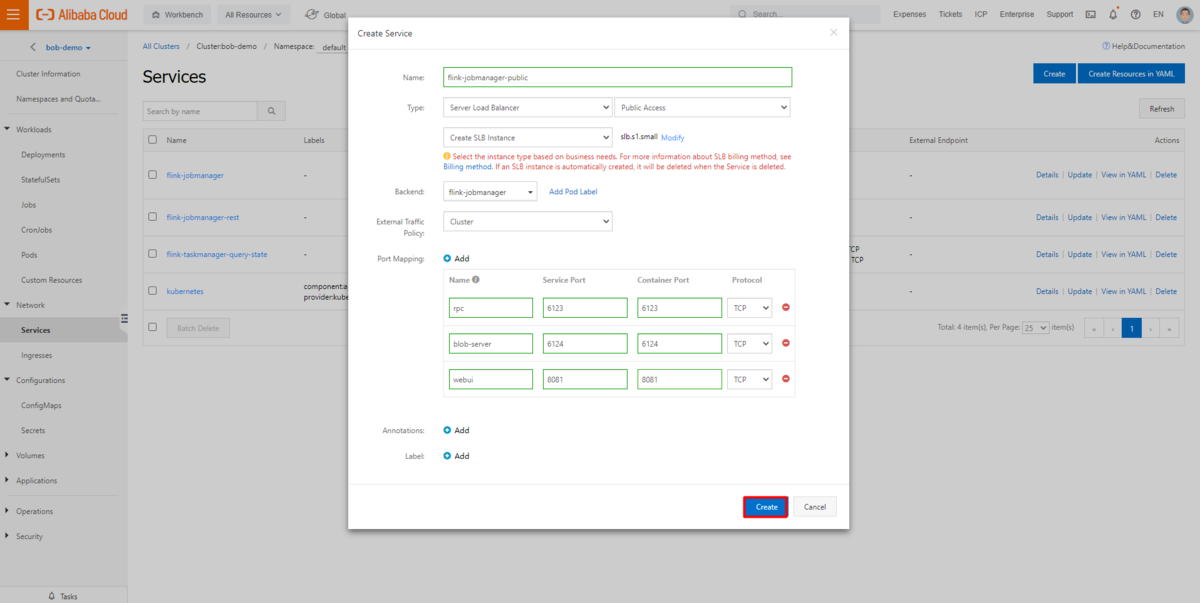 Alibaba Cloud
Workbench
All Resources
Global
Search...
Expenses
Tickets
ICP
Enterprise
Support
EN
bob-demo
All Clusters / Cluster:bob-demo / Namespace: default
Help&Documentation
Cluster Information
Namespaces and Quota...
Workloads
Deployments
StatefulSets
Jobs
CronJobs
Pods
Custom Resources
Network
Services
Ingresses
Configurations
ConfigMaps
Secrets
Volumes
Applications
Operations
Security
Tasks
Services
Create
Create Resources in YAML
Search by name
Refresh
Name
Labels
External Endpoint
Actions
flink-jobmanager
-
-
Details | Update | View in YAML | Delete
flink-jobmanager-rest
-
-
Details | Update | View in YAML | Delete
flink-taskmanager-query-state
-
TCP
TCP
-
Details | Update | View in YAML | Delete
kubernetes
component:a
provider:kube
-
Details | Update | View in YAML | Delete
Batch Delete
Total: 4 item(s), Per Page: 25 item(s)
« ‹ 1 › »
Create Service
Name:
flink-jobmanager-public
Type:
Server Load Balancer
Public Access
Create SLB Instance
slb.s1.small Modify
Select the instance type based on business needs. For more information about SLB billing method, see
Billing method. If an SLB instance is automatically created, it will be deleted when the Service is deleted.
Backend:
flink-jobmanager
Add Pod Label
External Traffic
Policy:
Cluster
Port Mapping:
Add
Name
Service Port
Container Port
Protocol
rpc
6123
6123
TCP
blob-server
6124
6124
TCP
webui
8081
8081
TCP
Annotations:
Add
Label:
Add
Create
Cancel